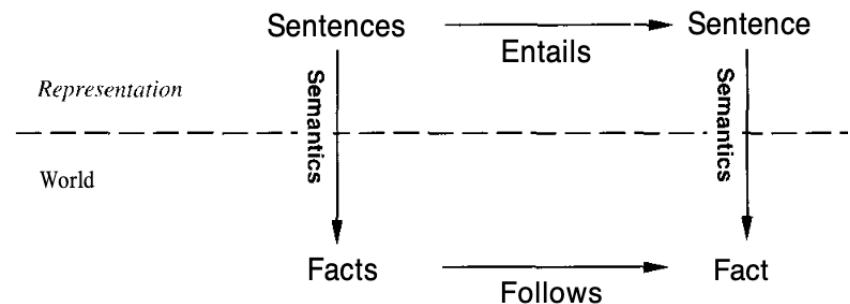 Sentences
Sentence
Entails
Semantics
Semantics
Representation
World
Facts
Fact
Follows